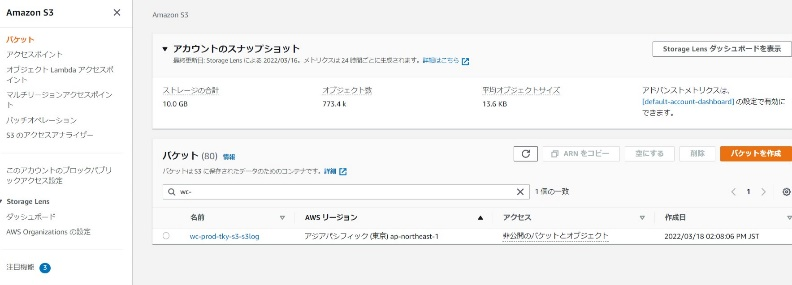 Amazon S3
バケット
アクセスポイント
オブジェクト Lambda アクセスポ
イント
マルチリージョンアクセスポイン
ト
バッチオペレーション
S3 のアクセスアナライザー
このアカウントのブロックパブリ
ックアクセス設定
Storage Lens
ダッシュボード
AWS Organizations の設定
注目機能 3
Amazon S3
アカウントのスナップショット
最終更新日: Storage Lens による 2022/03/16。メトリクスは 24 時間ごとに生成されます。 詳細はこちら
Storage Lens ダッシュボードを表示
ストレージの合計
10.0 GB
オブジェクト数
773.4 k
平均オブジェクトサイズ
13.6 KB
アドバンストメトリクスは、
[default-account-dashboard] の設定で有効に
できます。
バケット (80) 情報
バケットは S3 に保存されたデータのためのコンテナです。 詳細
ARN をコピー
空にする
削除
バケットを作成
wc-
1 個の一致
1
名前 AWS リージョン アクセス 作成日
wc-prod-tky-s3-s3log アジアパシフィック (東京) ap-northeast-1 非公開のバケットとオブジェクト 2022/03/18 02:08:06 PM JST